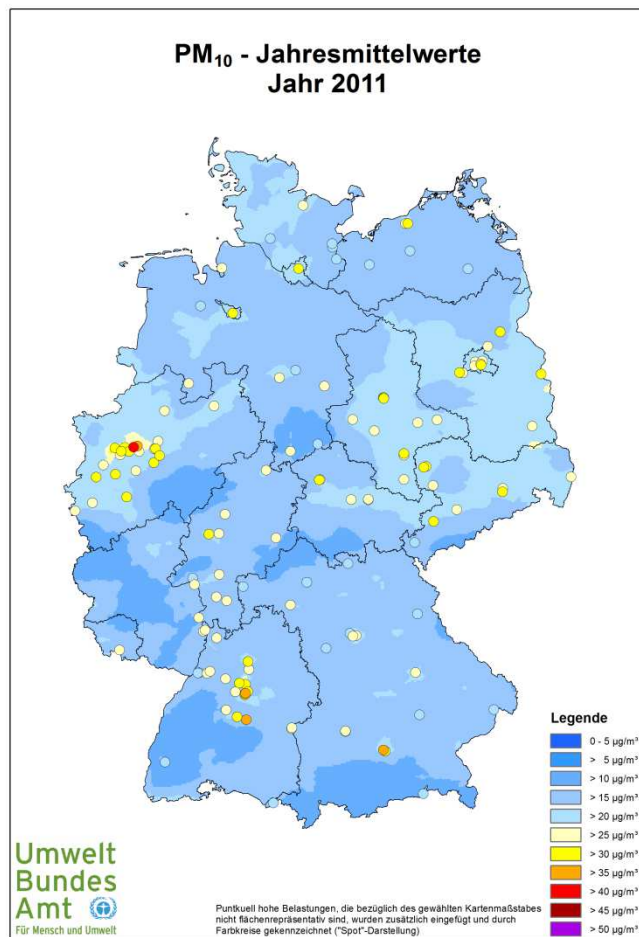 PM₁₀ - Jahresmittelwerte
Jahr 2011
Legende
0 - 5 µg/m³
> 5 µg/m³
> 10 µg/m³
> 15 µg/m³
> 20 µg/m³
> 25 µg/m³
> 30 µg/m³
> 35 µg/m³
> 40 µg/m³
> 45 µg/m³
> 50 µg/m³
Umwelt
Bundes
Amt
Für Mensch und Umwelt
Punktuell hohe Belastungen, die bezüglich des gewählten Kartenmaßstabes
nicht flächenrepräsentativ sind, wurden zusätzlich eingefügt und durch
Farbkreise gekennzeichnet ("Spot"-Darstellung)